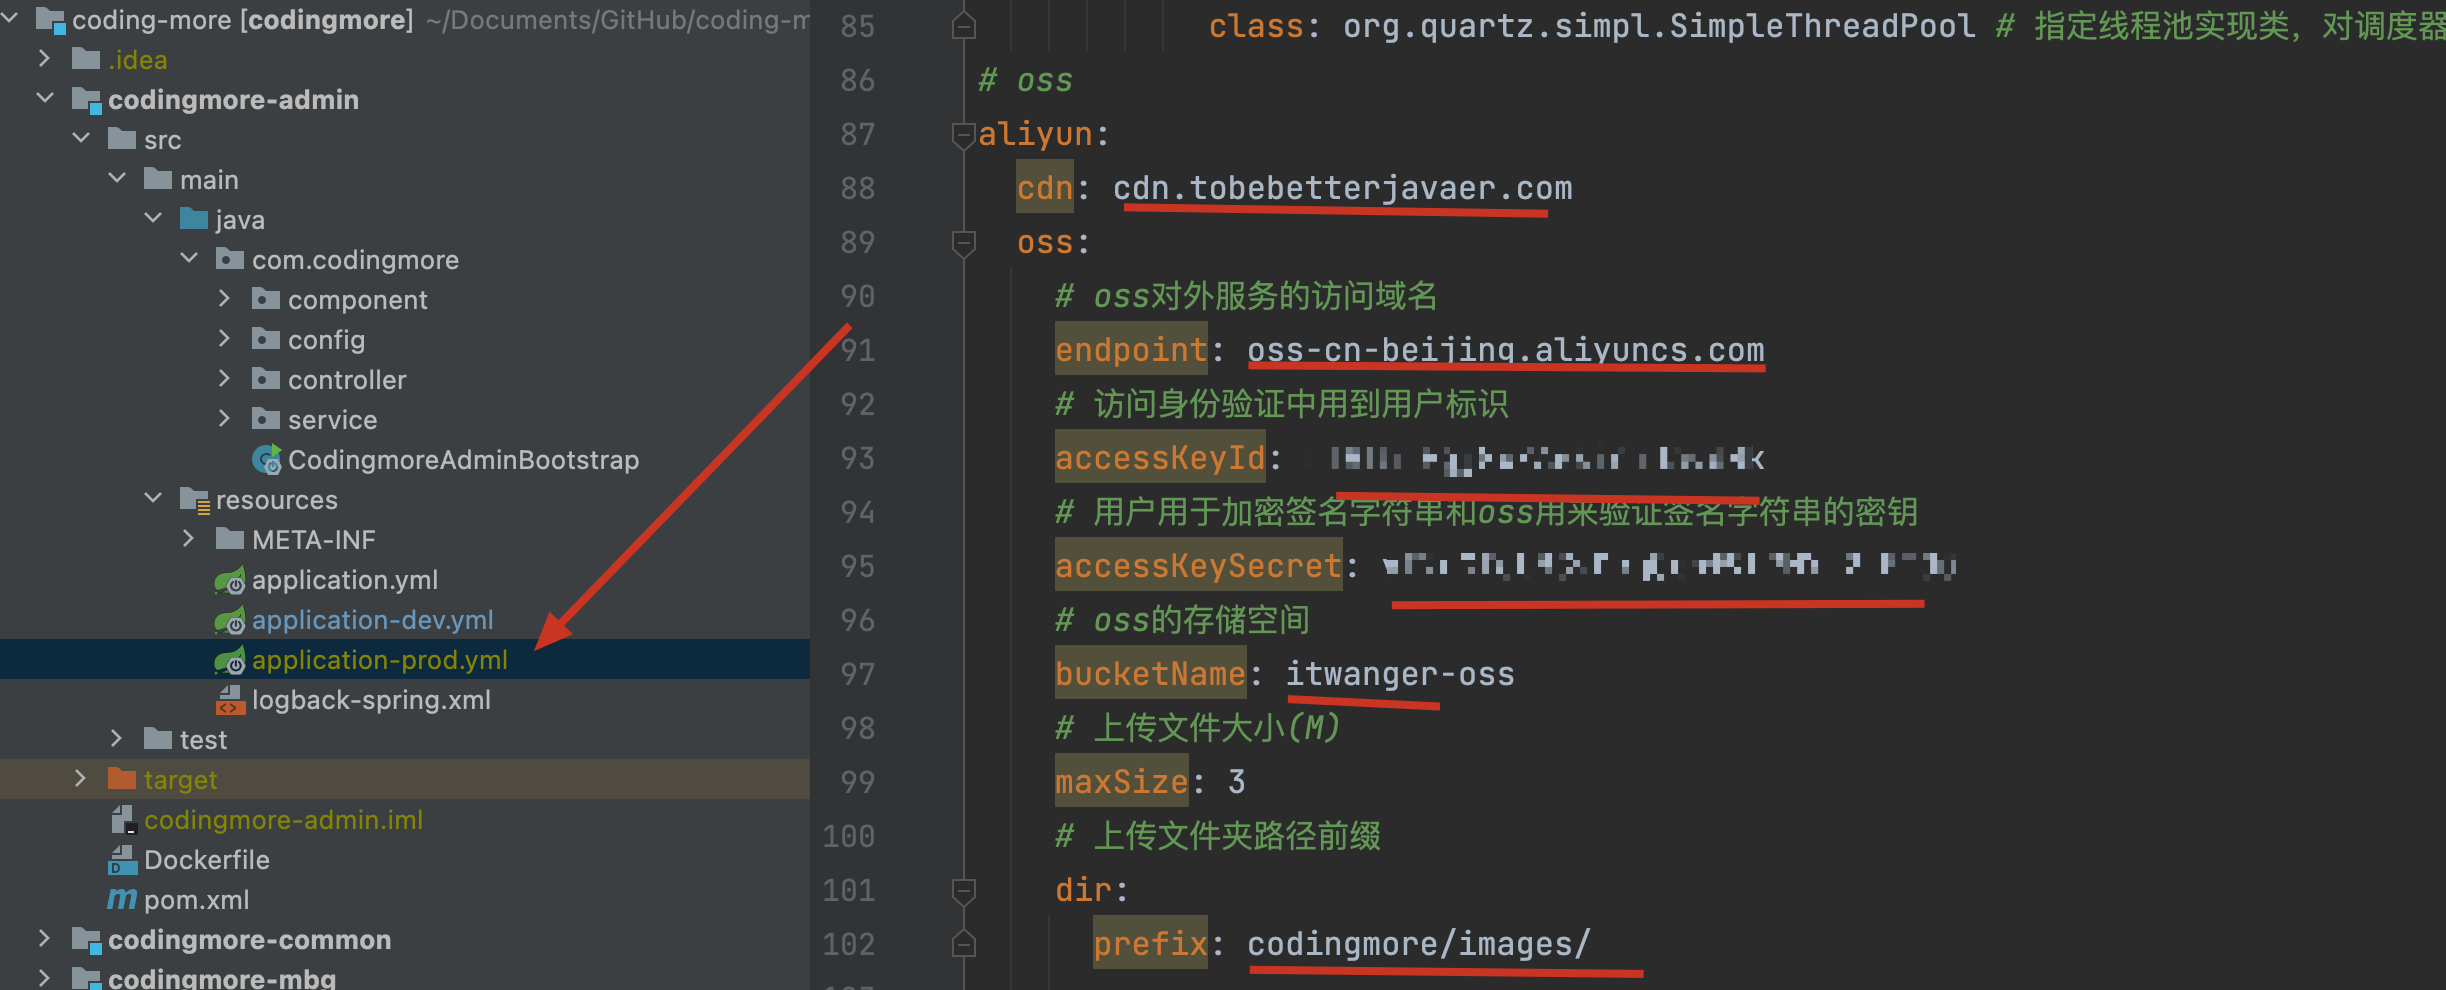 coding-more [codingmore] ~/Documents/GitHub/coding-m
.idea
codingmore-admin
src
main
java
com.codingmore
component
config
controller
service
CodingmoreAdminBootstrap
resources
META-INF
application.yml
application-dev.yml
application-prod.yml
logback-spring.xml
test
target
codingmore-admin.iml
Dockerfile
pom.xml
codingmore-common
codingmore-mbg
85 class: org.quartz.simpl.SimpleThreadPool # 指定线程池实现类，对调度器
86 # oss
87 aliyun:
88 cdn: cdn.tobebetterjavaer.com
89 oss:
90 # oss对外服务的访问域名
91 endpoint: oss-cn-beijing.aliyuncs.com
92 # 访问身份验证中用到用户标识
93 accessKeyId:
94 # 用户用于加密签名字符串和oss用来验证签名字符串的密钥
95 accessKeySecret:
96 # oss的存储空间
97 bucketName: itwanger-oss
98 # 上传文件大小(M)
99 maxSize: 3
100 # 上传文件夹路径前缀
101 dir:
102 prefix: codingmore/images/